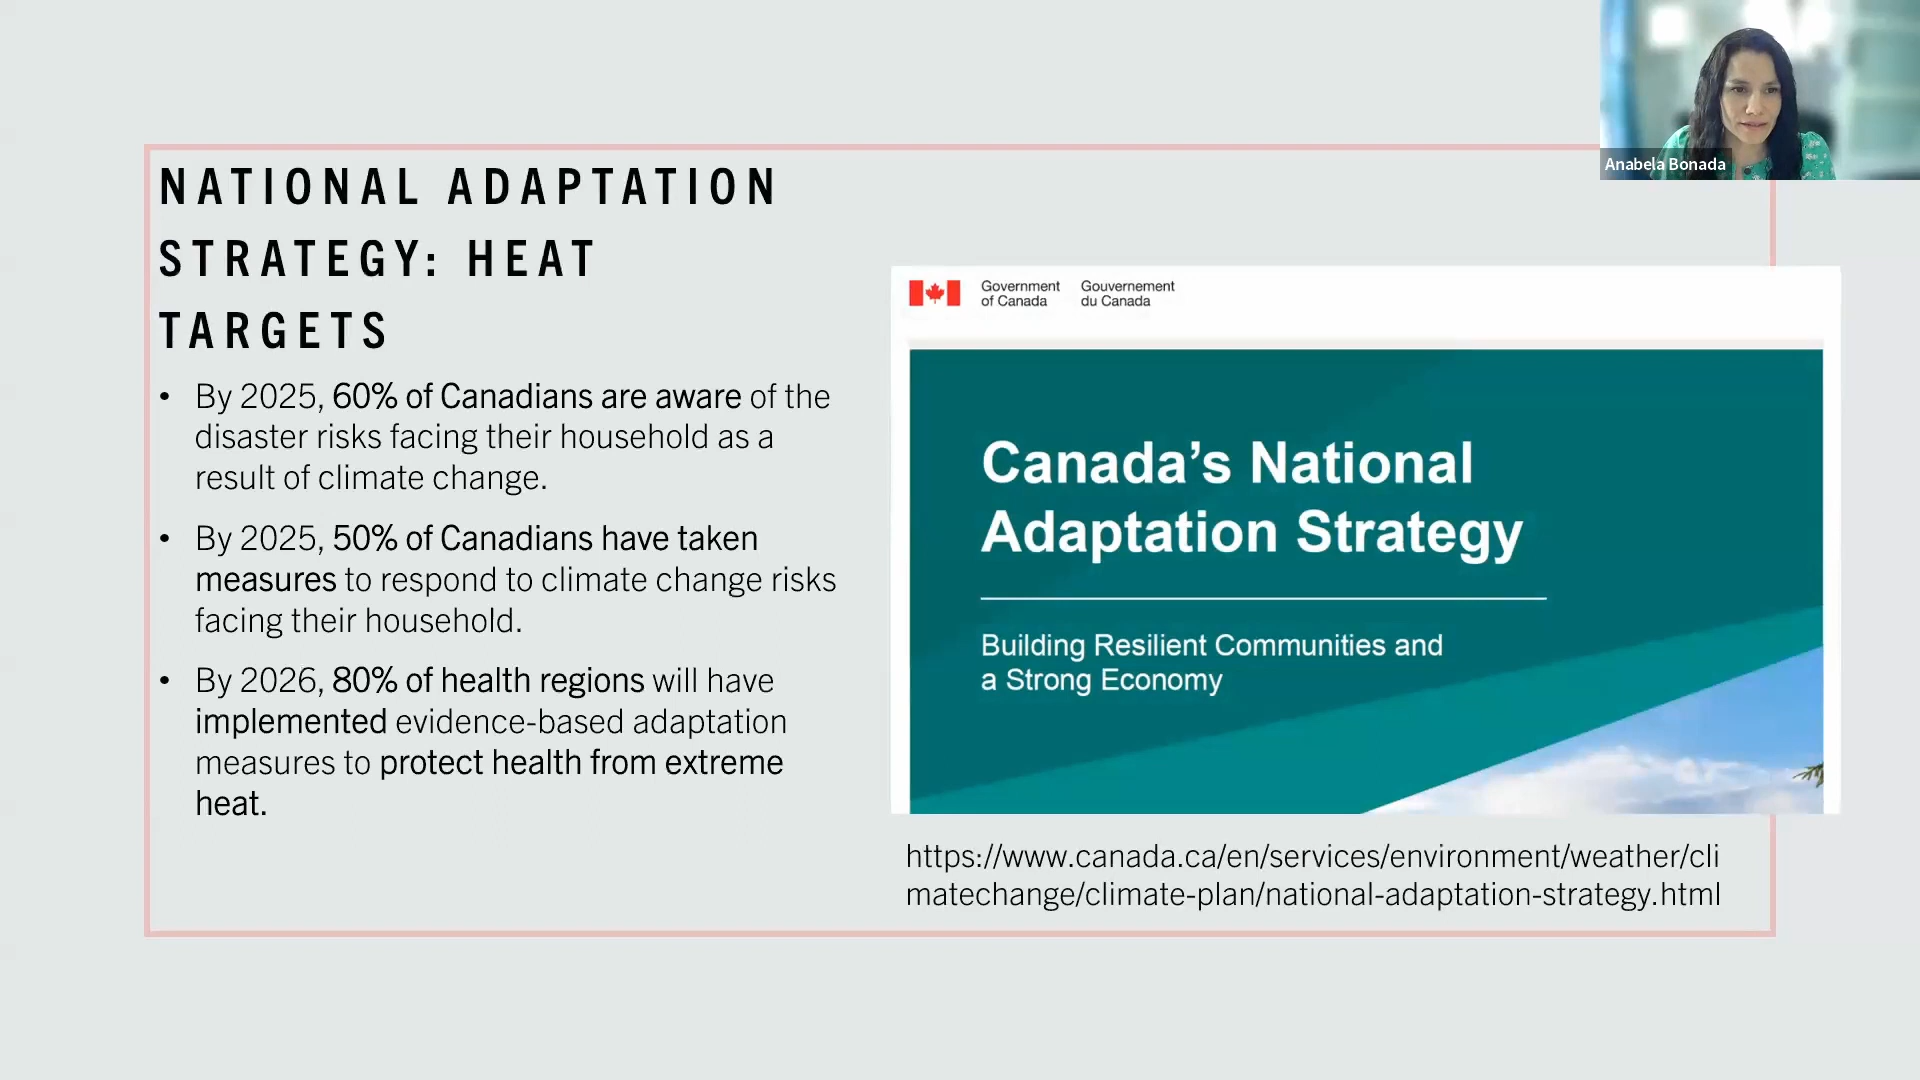 Anabela Bonada
NATIONAL ADAPTATION
STRATEGY: HEAT
TARGETS
• By 2025, 60% of Canadians are aware of the
disaster risks facing their household as a
result of climate change.
• By 2025, 50% of Canadians have taken
measures to respond to climate change risks
facing their household.
• By 2026, 80% of health regions will have
implemented evidence-based adaptation
measures to protect health from extreme
heat.
Government
of Canada
Gouvernement
du Canada
Canada’s National
Adaptation Strategy
Building Resilient Communities and
a Strong Economy
https://www.canada.ca/en/services/environment/weather/cli
matechange/climate-plan/national-adaptation-strategy.html